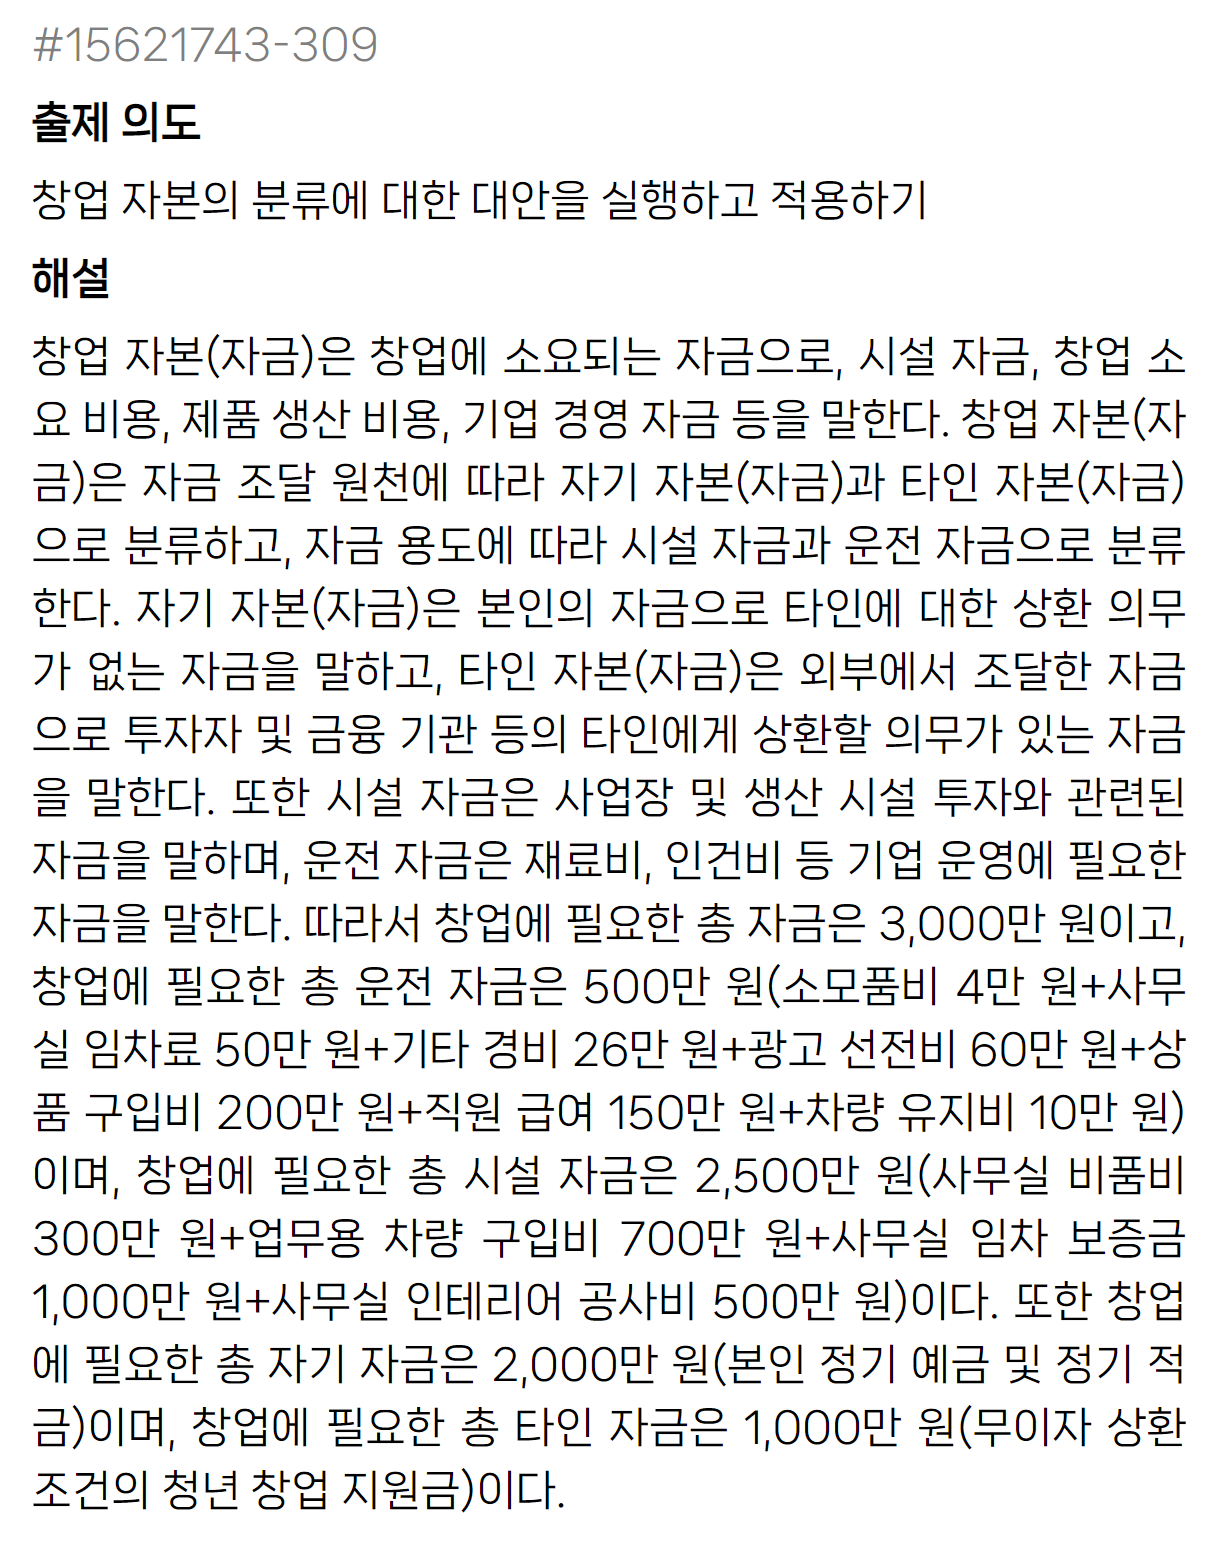 #15621743-309
출제 의도
창업 자본의 분류에 대한 대안을 실행하고 적용하기
해설
창업 자본(자금)은 창업에 소요되는 자금으로, 시설 자금, 창업 소
요 비용, 제품 생산 비용, 기업 경영 자금 등을 말한다. 창업 자본(자
금)은 자금 조달 원천에 따라 자기 자본(자금)과 타인 자본(자금)
으로 분류하고, 자금 용도에 따라 시설 자금과 운전 자금으로 분류
한다. 자기 자본(자금)은 본인의 자금으로 타인에 대한 상환 의무
가 없는 자금을 말하고, 타인 자본(자금)은 외부에서 조달한 자금
으로 투자자 및 금융 기관 등의 타인에게 상환할 의무가 있는 자금
을 말한다. 또한 시설 자금은 사업장 및 생산 시설 투자와 관련된
자금을 말하며, 운전 자금은 재료비, 인건비 등 기업 운영에 필요한
자금을 말한다. 따라서 창업에 필요한 총 자금은 3,000만 원이고,
창업에 필요한 총 운전 자금은 500만 원(소모품비 4만 원+사무
실 임차료 50만 원+기타 경비 26만 원+광고 선전비 60만 원+상
품 구입비 200만 원+직원 급여 150만 원+차량 유지비 10만 원)
이며, 창업에 필요한 총 시설 자금은 2,500만 원(사무실 비품비
300만 원+업무용 차량 구입비 700만 원+사무실 임차 보증금
1,000만 원+사무실 인테리어 공사비 500만 원)이다. 또한 창업
에 필요한 총 자기 자금은 2,000만 원(본인 정기 예금 및 정기 적
금)이며, 창업에 필요한 총 타인 자금은 1,000만 원(무이자 상환
조건의 청년 창업 지원금)이다.